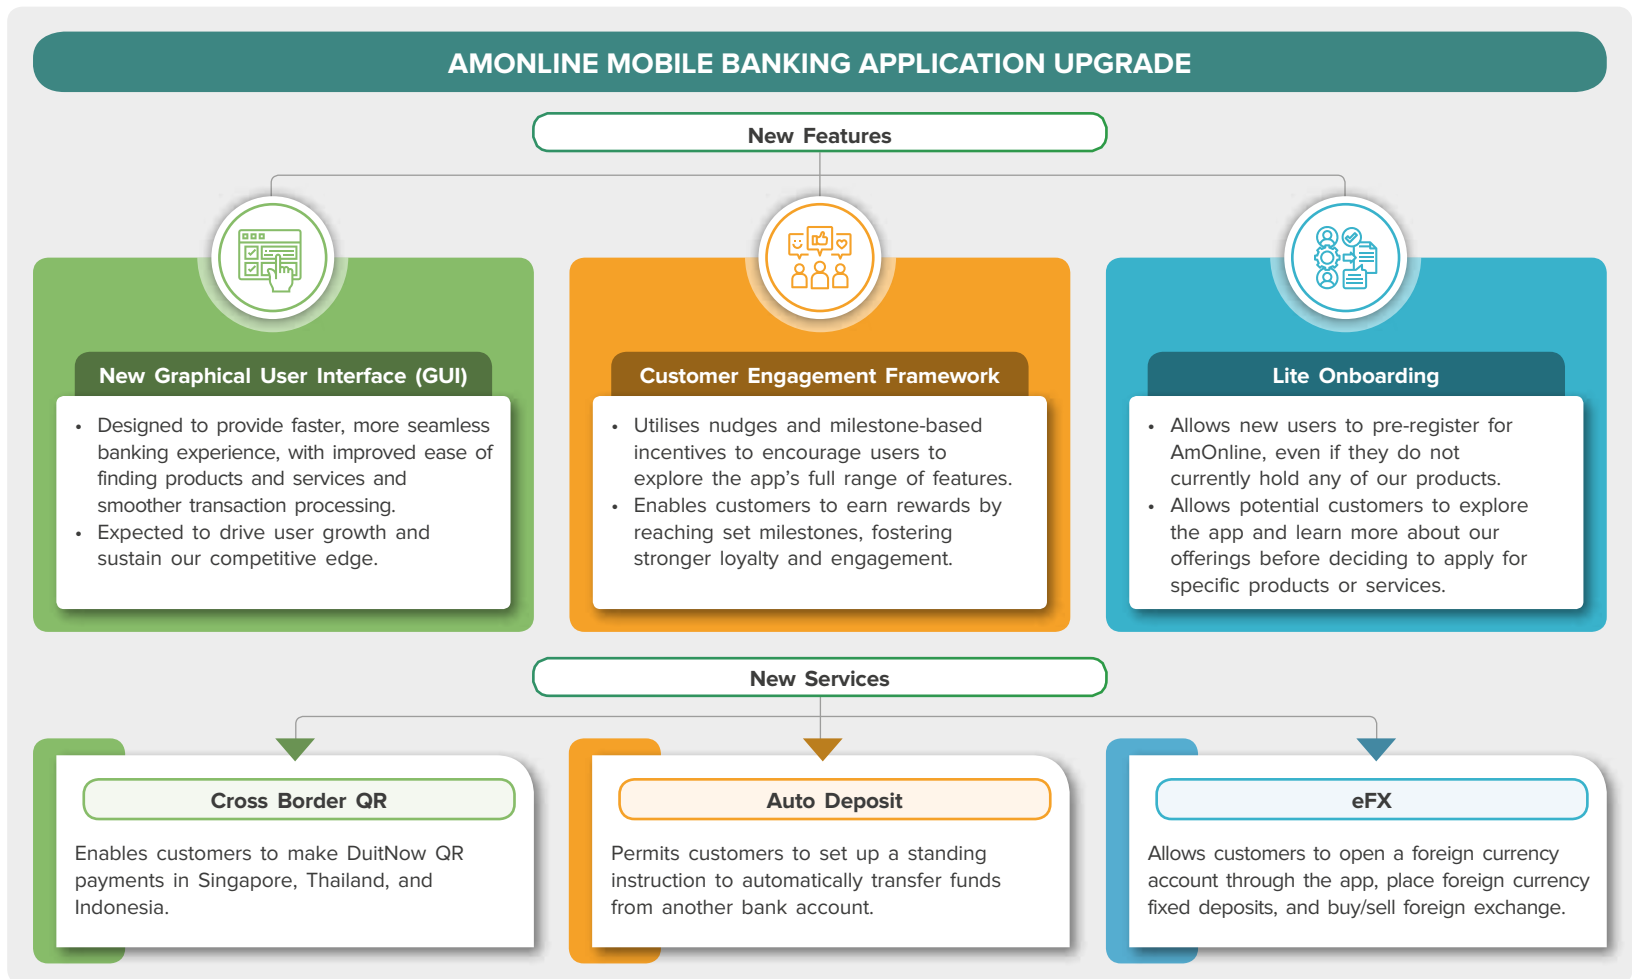 AMONLINE MOBILE BANKING APPLICATION UPGRADE
New Features
New Graphical User Interface (GUI)
• Designed to provide faster, more seamless
banking experience, with improved ease of
finding products and services and
smoother transaction processing.
• Expected to drive user growth and
sustain our competitive edge.
Customer Engagement Framework
• Utilises nudges and milestone-based
incentives to encourage users to
explore the app's full range of features.
• Enables customers to earn rewards by
reaching set milestones, fostering
stronger loyalty and engagement.
Lite Onboarding
• Allows new users to pre-register for
AmOnline, even if they do not
currently hold any of our products.
• Allows potential customers to explore
the app and learn more about our
offerings before deciding to apply for
specific products or services.
New Services
Cross Border QR
Enables customers to make DuitNow QR
payments in Singapore, Thailand, and
Indonesia.
Auto Deposit
Permits customers to set up a standing
instruction to automatically transfer funds
from another bank account.
eFX
Allows customers to open a foreign currency
account through the app, place foreign currency
fixed deposits, and buy/sell foreign exchange.